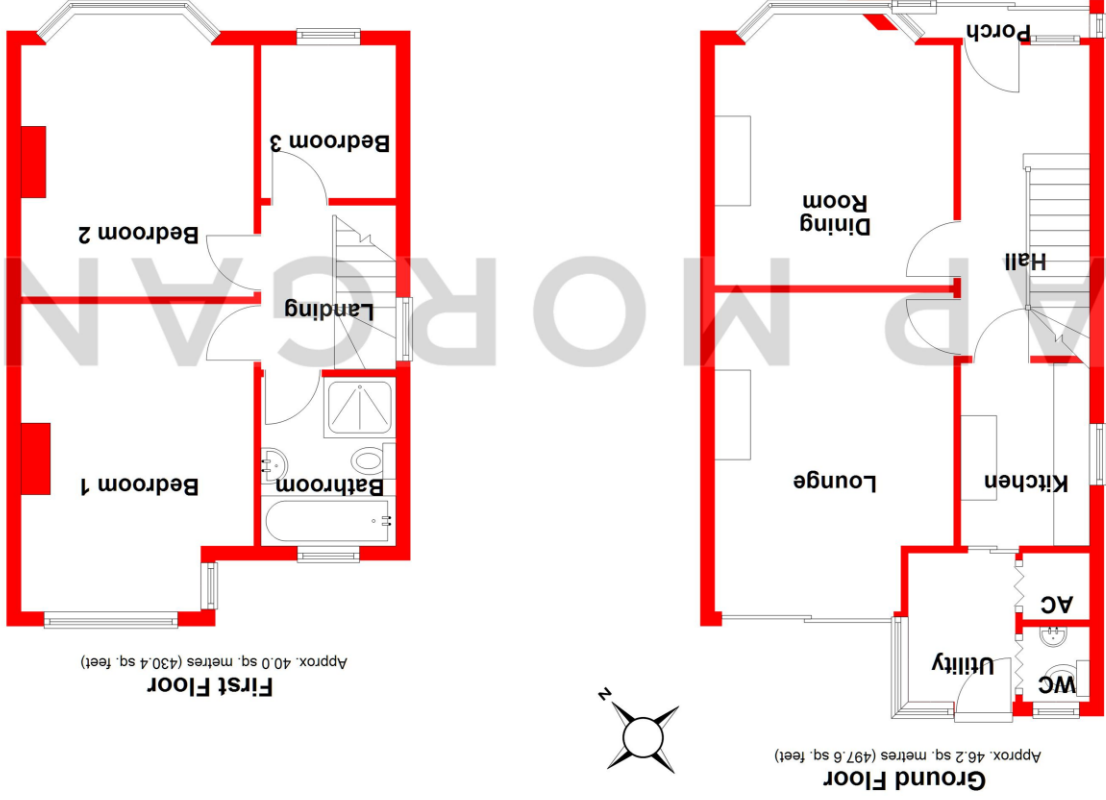 Ground Floor
Approx. 46.2 sq. metres (497.6 sq. feet)
WC
Utility
AC
Kitchen
Lounge
Hall
Dining
Room
Porch
First Floor
Approx. 40.0 sq. metres (430.4 sq. feet)
Bedroom 1
Bathroom
Landing
Bedroom 2
Bedroom 3
N
AP MORGAN